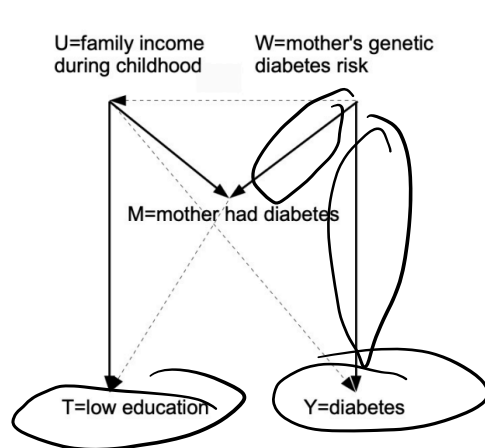 U=family income
during childhood
W=mother's genetic
diabetes risk
M=mother had diabetes
T=low education
Y=diabetes